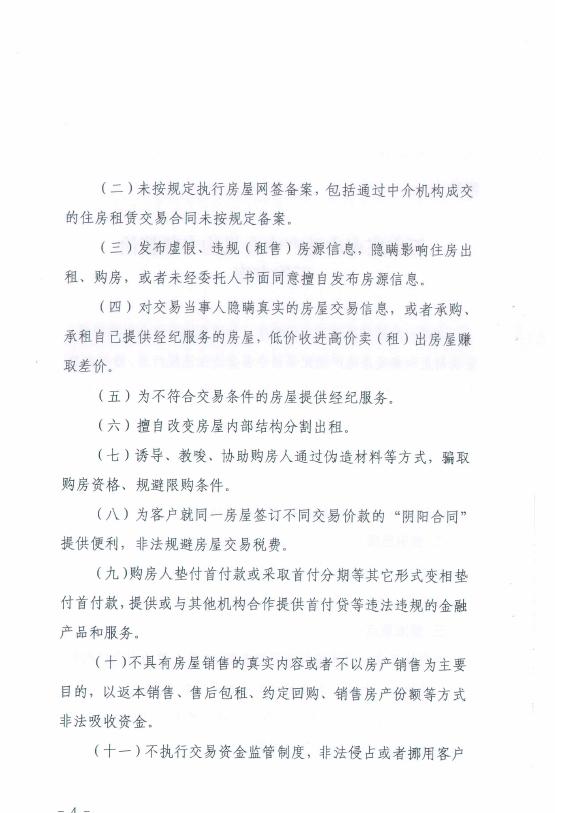 （二）未按规定执行房屋网签备案，包括通过中介机构成交
的住房租赁交易合同未按规定备案。
（三）发布虚假、违规（租售）房源信息，隐瞒影响住房出
租、购房，或者未经委托人书面同意擅自发布房源信息。
（四）对交易当事人隐瞒真实的房屋交易信息，或者承购、
承租自己提供经纪服务的房屋，低价收进高价卖（租）出房屋赚
取差价。
（五）为不符合交易条件的房屋提供经纪服务。
（六）擅自改变房屋内部结构分割出租。
（七）诱导、教唆、协助购房人通过伪造材料等方式，骗取
购房资格、规避限购条件。
（八）为客户就同一房屋签订不同交易价款的“阴阳合同”
提供便利，非法规避房屋交易税费。
（九）购房人垫付首付款或采取首付分期等其它形式变相垫
付首付款，提供或与其他机构合作提供首付贷等违法违规的金融
产品和服务。
（十）不具有房屋销售的真实内容或者不以房产销售为主要
目的，以返本销售、售后包租、约定回购、销售房产份额等方式
非法吸收资金。
（十一）不执行交易资金监管制度，非法侵占或者挪用客户
- 4 -